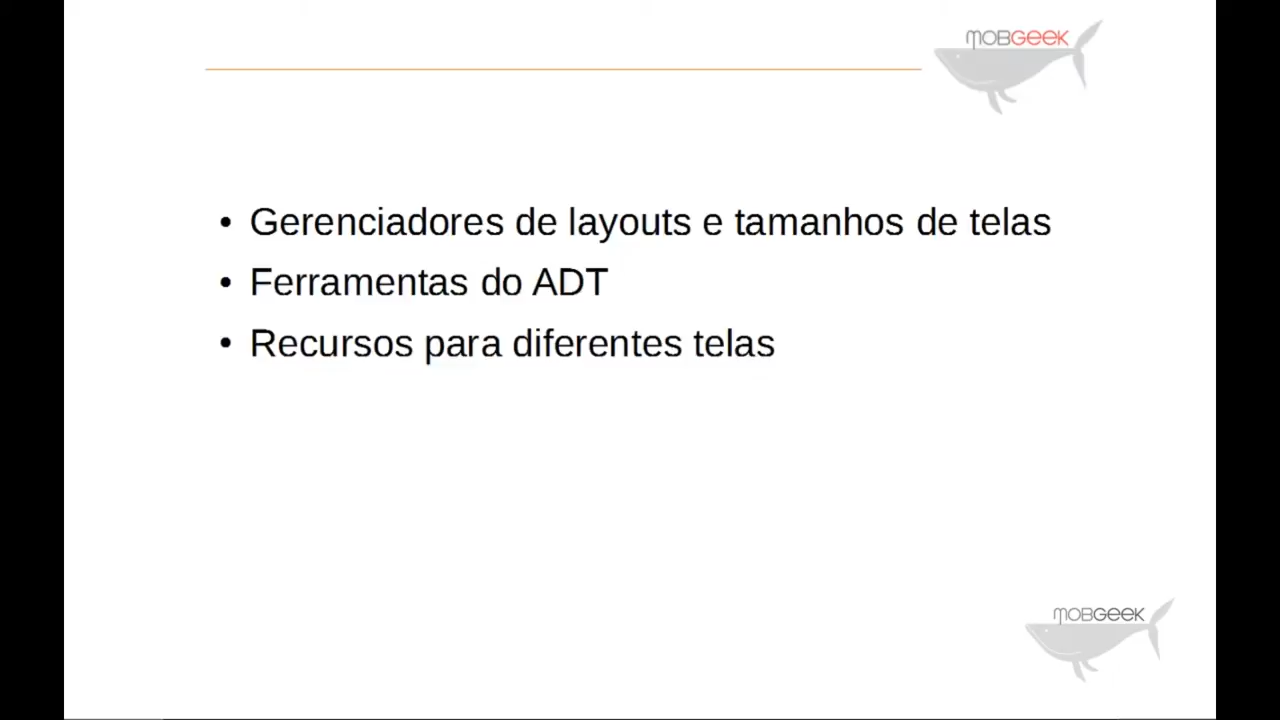 MOBGEEK
• Gerenciadores de layouts e tamanhos de telas
• Ferramentas do ADT
• Recursos para diferentes telas
MOBGEEK